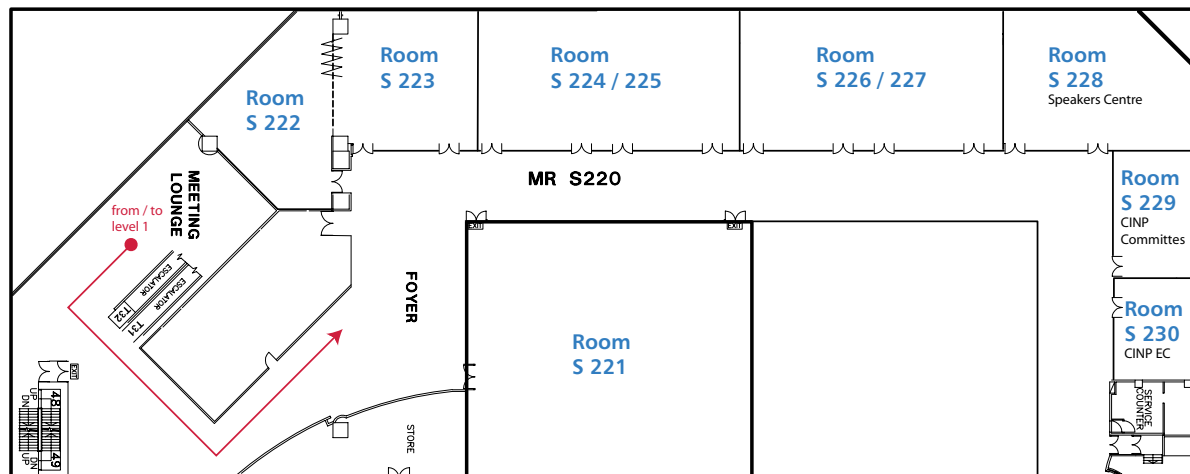 Room
S 222
Room
S 223
Room
S 224 / 225
Room
S 226 / 227
Room
S 228
Speakers Centre
MR S220
Room
S 229
CINP
Committes
MEETING
LOUNGE
from / to
level 1
ESCALATOR
ESCALATOR
T32
T31
FOYER
EXIT
EXIT
Room
S 221
Room
S 230
CINP EC
SERVICE
COUNTER
EXIT
48
UP
DN
49
UP
DN
STORE